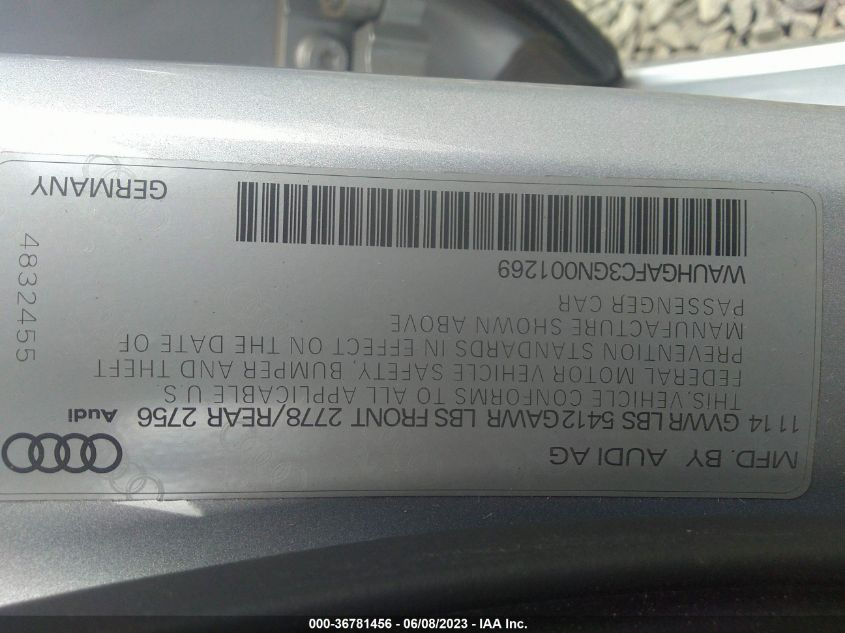 MFD. BY AUDI AG
Audi
1114 GVWR LBS 5412GAWR LBS FRONT 2778/REAR 2756
THIS VEHICLE CONFORMS TO ALL APPLICABLE U.S.
FEDERAL MOTOR VEHICLE SAFETY, BUMPER AND THEFT
PREVENTION STANDARDS IN EFFECT ON THE DATE OF
MANUFACTURE SHOWN ABOVE
PASSENGER CAR
WAUHGAFC3GN001269
GERMANY
4832455
000-36781456 - 06/08/2023 - IAA Inc.